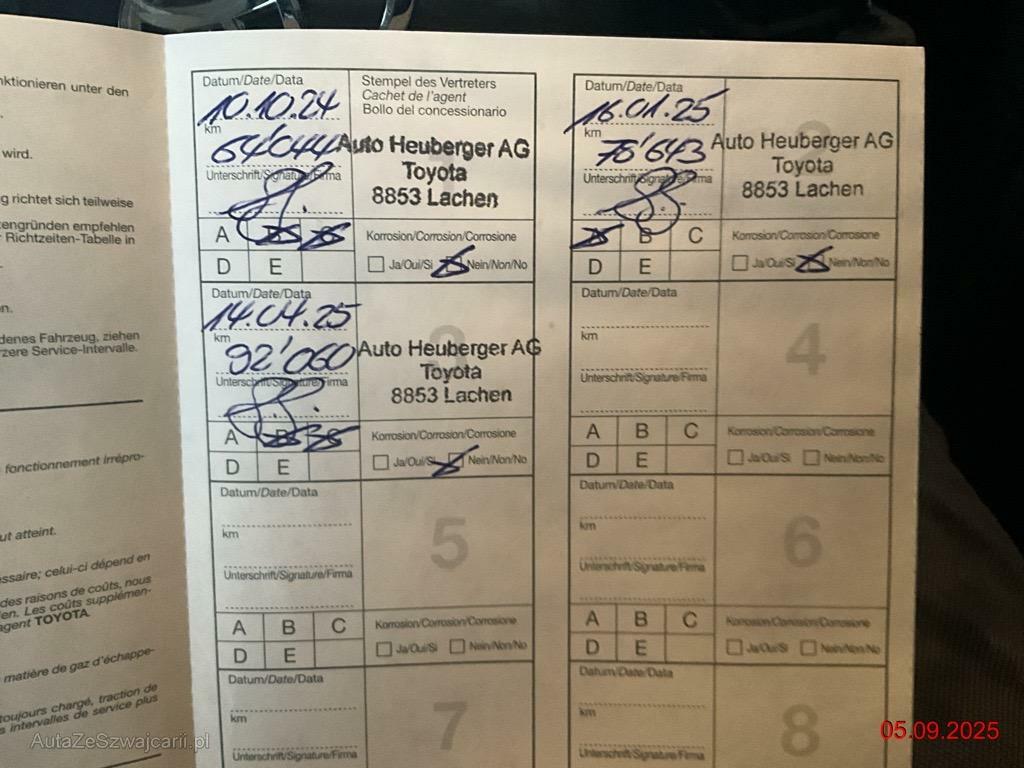 nktionieren unter den
wird.
g richtet sich teilweise
engründen empfehlen
Richtzeiten-Tabelle in
n.
denes Fahrzeug, ziehen
zere Service-Intervalle.
fonctionnement irrépro-
ut atteint.
ssaire; celui-ci dépend en
des raisons de coûts, nous
len. Les coûts supplémen-
agent TOYOTA
matière de gaz d'échappe-
toujours chargé, traction de
s intervalles de service plus
Datum/Date/Data
10.10.24
km
64'044
Unterschrift/Signature/Firma
Stempel des Vertreters
Cachet de l'agent
Bollo del concessionario
Auto Heuberger AG
Toyota
8853 Lachen
A
D E
Korrosion/Corrosion/Corrosione
Ja/Oui/Si Nein/Non/No
Datum/Date/Data
16.01.25
km
78'643
Unterschrift/Signature/Firma
Auto Heuberger AG
Toyota
8853 Lachen
B C
D E
Korrosion/Corrosion/Corrosione
Ja/Oui/Si Nein/Non/No
Datum/Date/Data
14.04.25
km
92'060
Unterschrift/Signature/Firma
3
Auto Heuberger AG
Toyota
8853 Lachen
A B
D E
Korrosion/Corrosion/Corrosione
Ja/Oui/Si Nein/Non/No
Datum/Date/Data
km
Unterschrift/Signature/Firma
4
A B C
D E
Korrosion/Corrosion/Corrosione
Ja/Oui/Si Nein/Non/No
Datum/Date/Data
km
Unterschrift/Signature/Firma
5
A B C
D E
Korrosion/Corrosion/Corrosione
Ja/Oui/Si Nein/Non/No
Datum/Date/Data
km
Unterschrift/Signature/Firma
6
A B C
D E
Korrosion/Corrosion/Corrosione
Ja/Oui/Si Nein/Non/No
Datum/Date/Data
km
Unterschrift/Signature/Firma
7
Datum/Date/Data
km
Unterschrift/Signature/Firma
8
AutaZeSzwajcarii.pl
05.09.2025